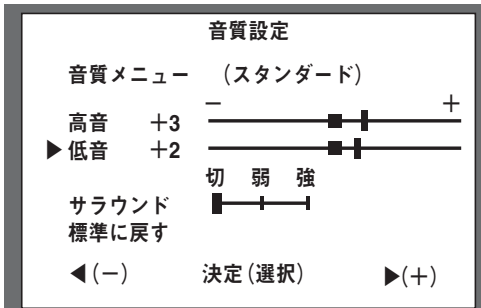 音質設定
音質メニュー (スタンダード)
− +
高音 +3
▶低音 +2
切 弱 強
サラウンド
標準に戻す
◀(−) 決定(選択) ▶(+)